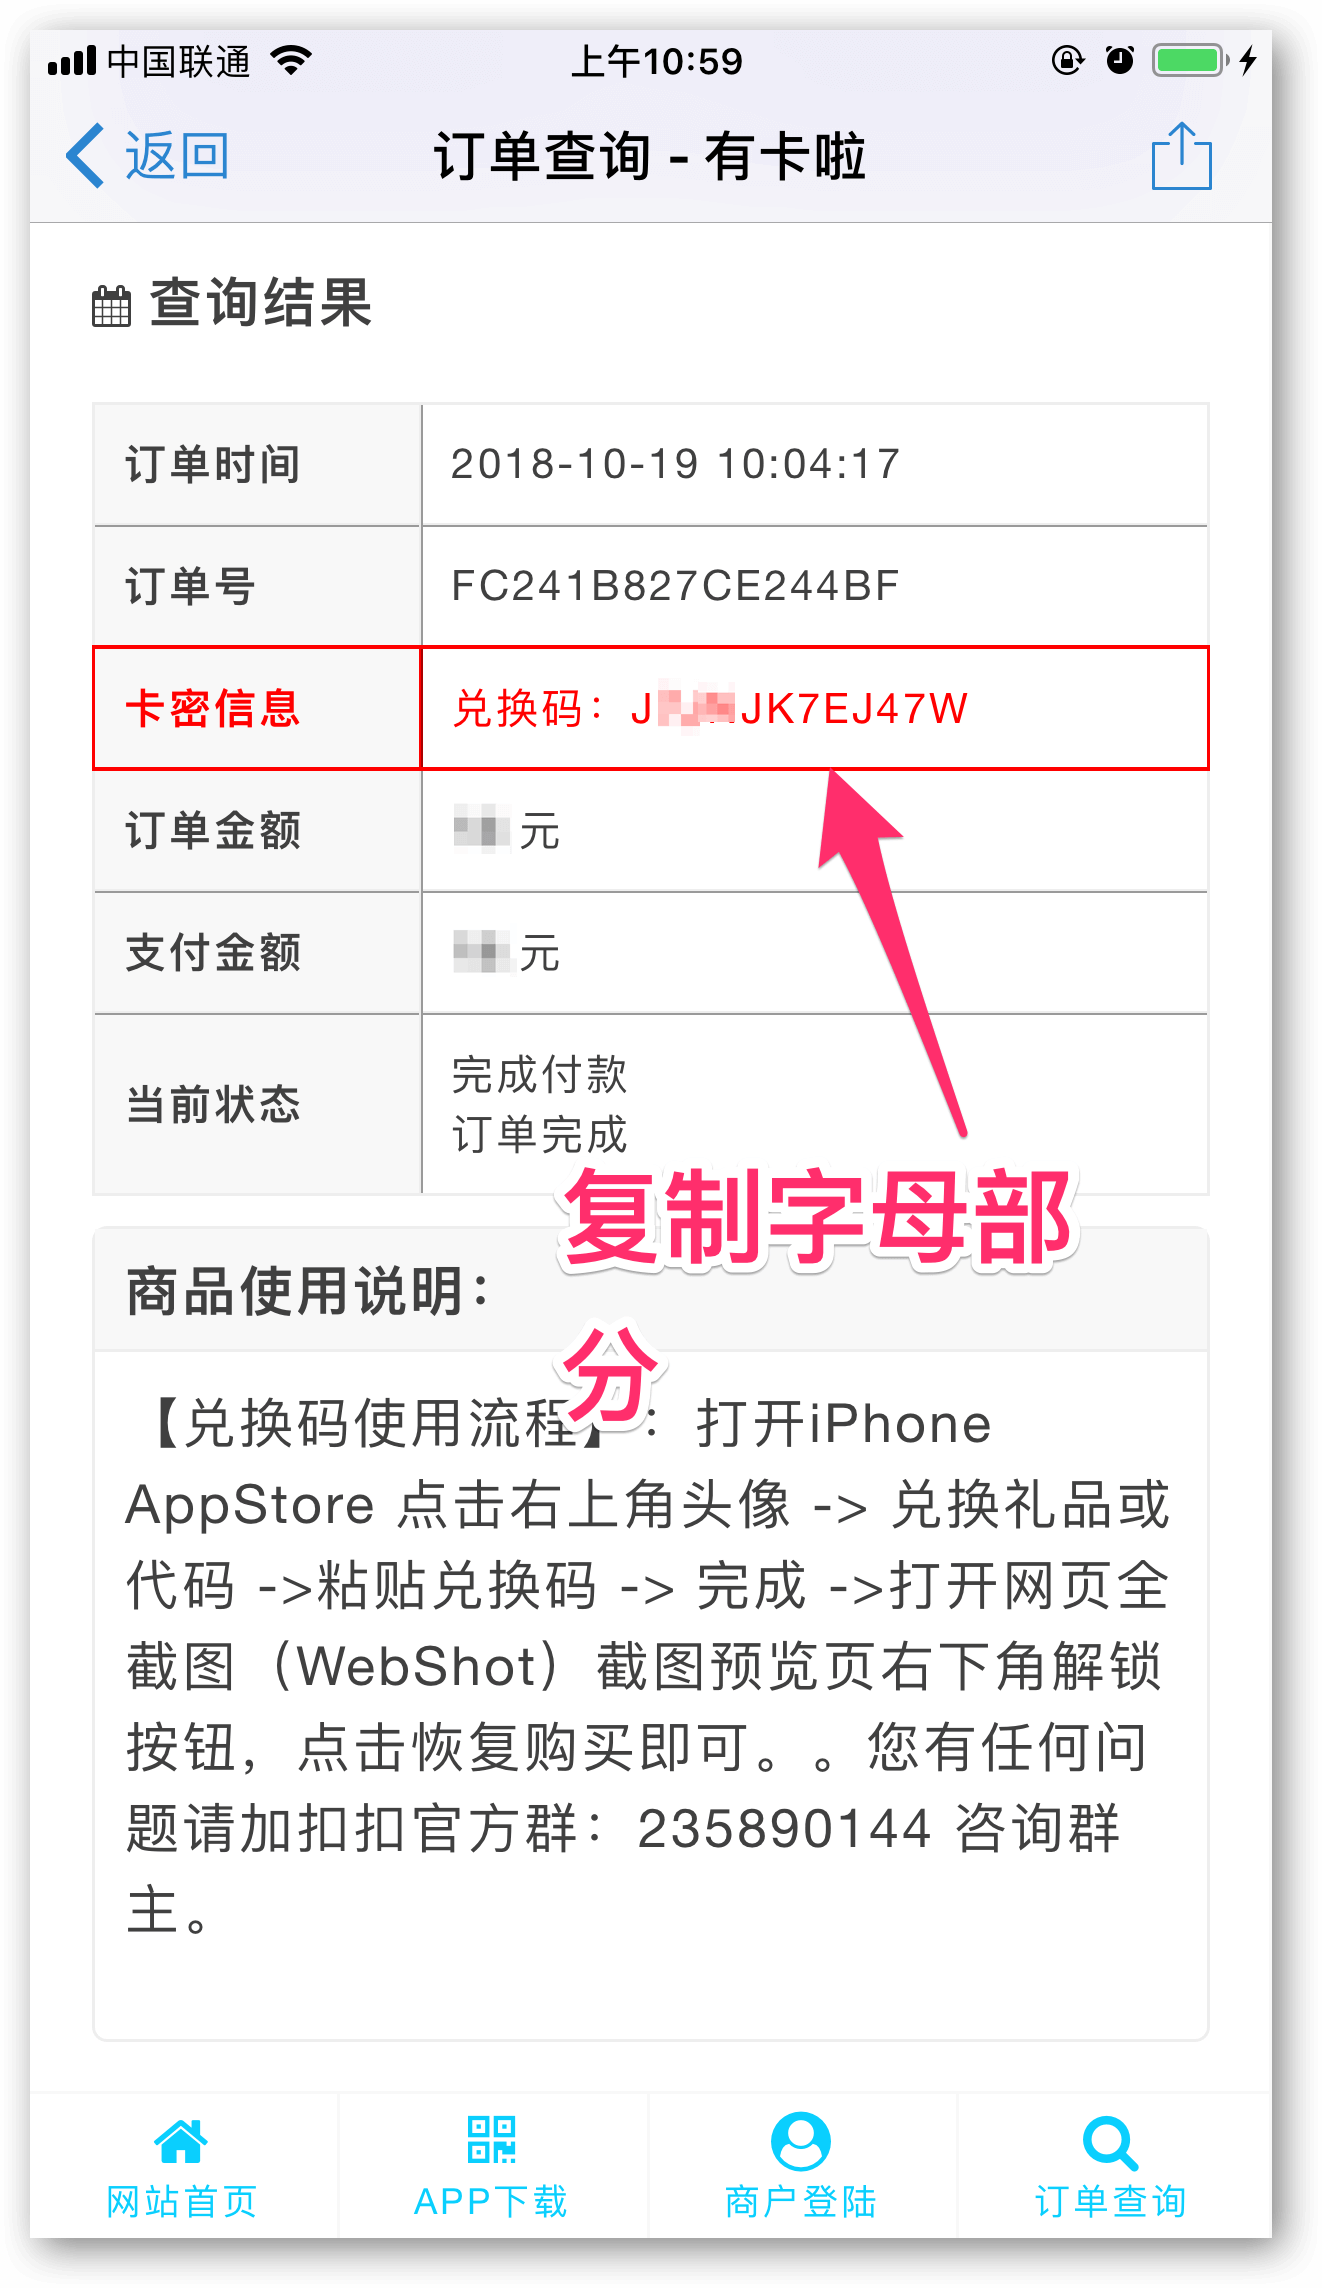 中国联通 上午10:59
返回 订单查询 - 有卡啦
查询结果
订单时间 2018-10-19 10:04:17
订单号 FC241B827CE244BF
卡密信息 兑换码：J JK7EJ47W
订单金额 元
支付金额 元
当前状态 完成付款
订单完成
复制字母部
分
商品使用说明：
【兑换码使用流程】：打开iPhone
AppStore 点击右上角头像 -> 兑换礼品或
代码 ->粘贴兑换码 -> 完成 ->打开网页全
截图（WebShot）截图预览页右下角解锁
按钮，点击恢复购买即可。。您有任何问
题请加扣扣官方群：235890144 咨询群
主。
网站首页 APP下载 商户登陆 订单查询